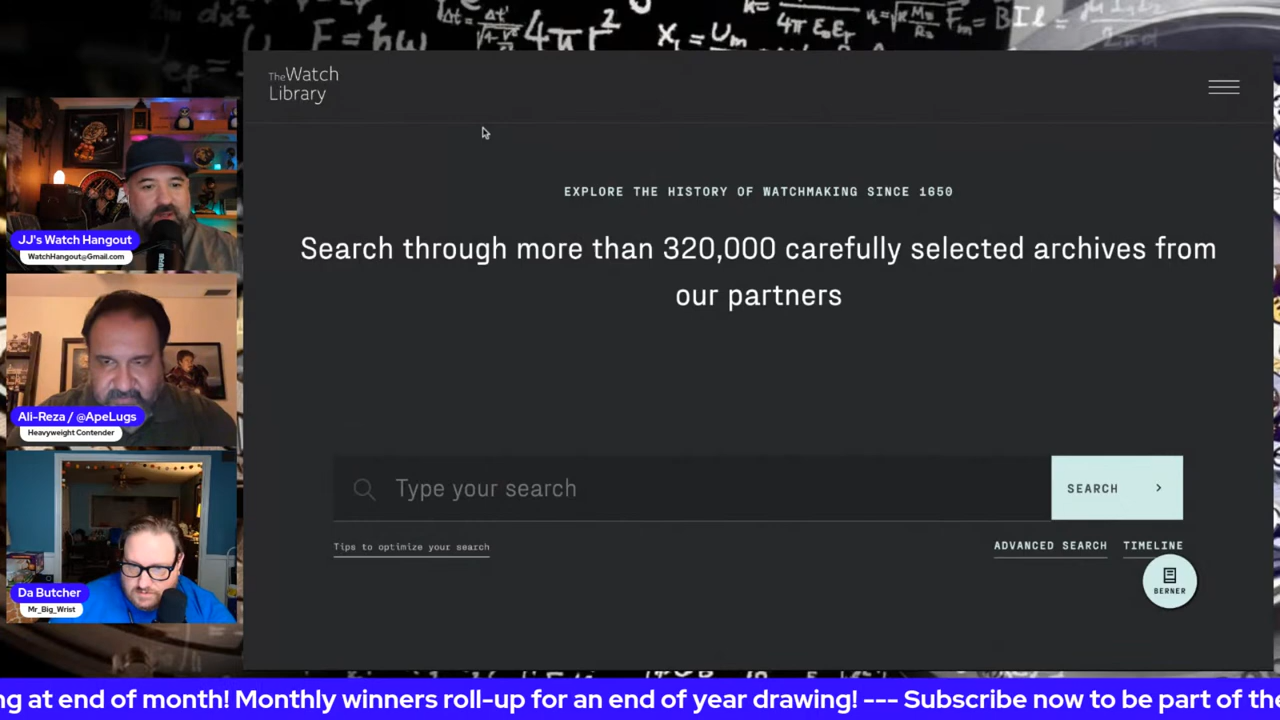 The Watch
Library
EXPLORE THE HISTORY OF WATCHMAKING SINCE 1650
Search through more than 320,000 carefully selected archives from
our partners
Type your search
SEARCH
Tips to optimize your search
ADVANCED SEARCH TIMELINE
BERNER
JJ's Watch Hangout
WatchHangout@Gmail.com
Ali-Reza / @ApeLugs
Heavyweight Contender
Da Butcher
Mr_Big_Wrist
ng at end of month! Monthly winners roll-up for an end of year drawing! --- Subscribe now to be part of the